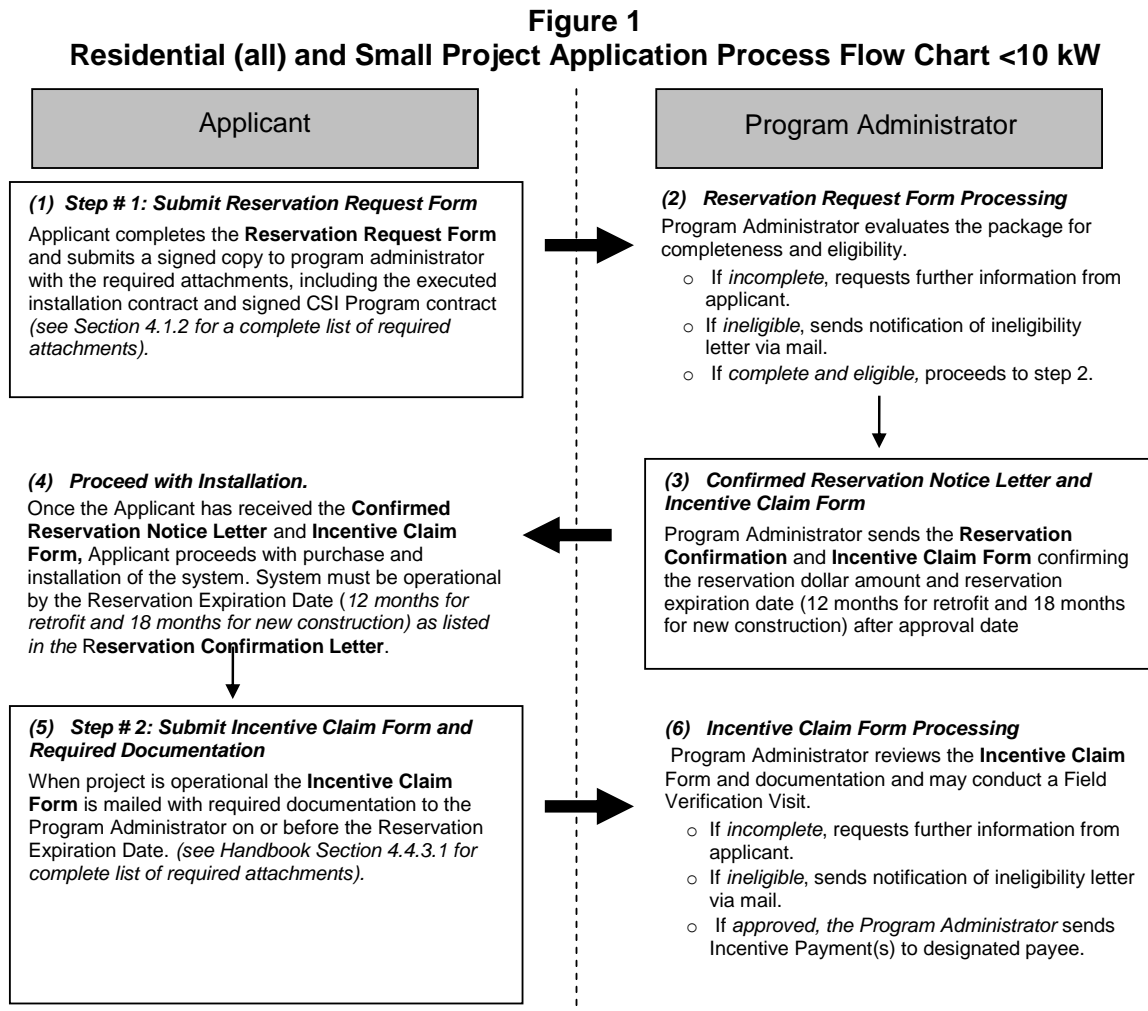 Figure 1
Residential (all) and Small Project Application Process Flow Chart <10 kW
Applicant
Program Administrator
(1) Step # 1: Submit Reservation Request Form
Applicant completes the Reservation Request Form
and submits a signed copy to program administrator
with the required attachments, including the executed
installation contract and signed CSI Program contract
(see Section 4.1.2 for a complete list of required
attachments).
(2) Reservation Request Form Processing
Program Administrator evaluates the package for
completeness and eligibility.
o If incomplete, requests further information from
applicant.
o If ineligible, sends notification of ineligibility
letter via mail.
o If complete and eligible, proceeds to step 2.
(3) Confirmed Reservation Notice Letter and
Incentive Claim Form
Program Administrator sends the Reservation
Confirmation and Incentive Claim Form confirming
the reservation dollar amount and reservation
expiration date (12 months for retrofit and 18 months
for new construction) after approval date
(4) Proceed with Installation.
Once the Applicant has received the Confirmed
Reservation Notice Letter and Incentive Claim
Form, Applicant proceeds with purchase and
installation of the system. System must be operational
by the Reservation Expiration Date (12 months for
retrofit and 18 months for new construction) as listed
in the Reservation Confirmation Letter.
(5) Step # 2: Submit Incentive Claim Form and
Required Documentation
When project is operational the Incentive Claim
Form is mailed with required documentation to the
Program Administrator on or before the Reservation
Expiration Date. (see Handbook Section 4.4.3.1 for
complete list of required attachments).
(6) Incentive Claim Form Processing
Program Administrator reviews the Incentive Claim
Form and documentation and may conduct a Field
Verification Visit.
o If incomplete, requests further information from
applicant.
o If ineligible, sends notification of ineligibility letter
via mail.
o If approved, the Program Administrator sends
Incentive Payment(s) to designated payee.